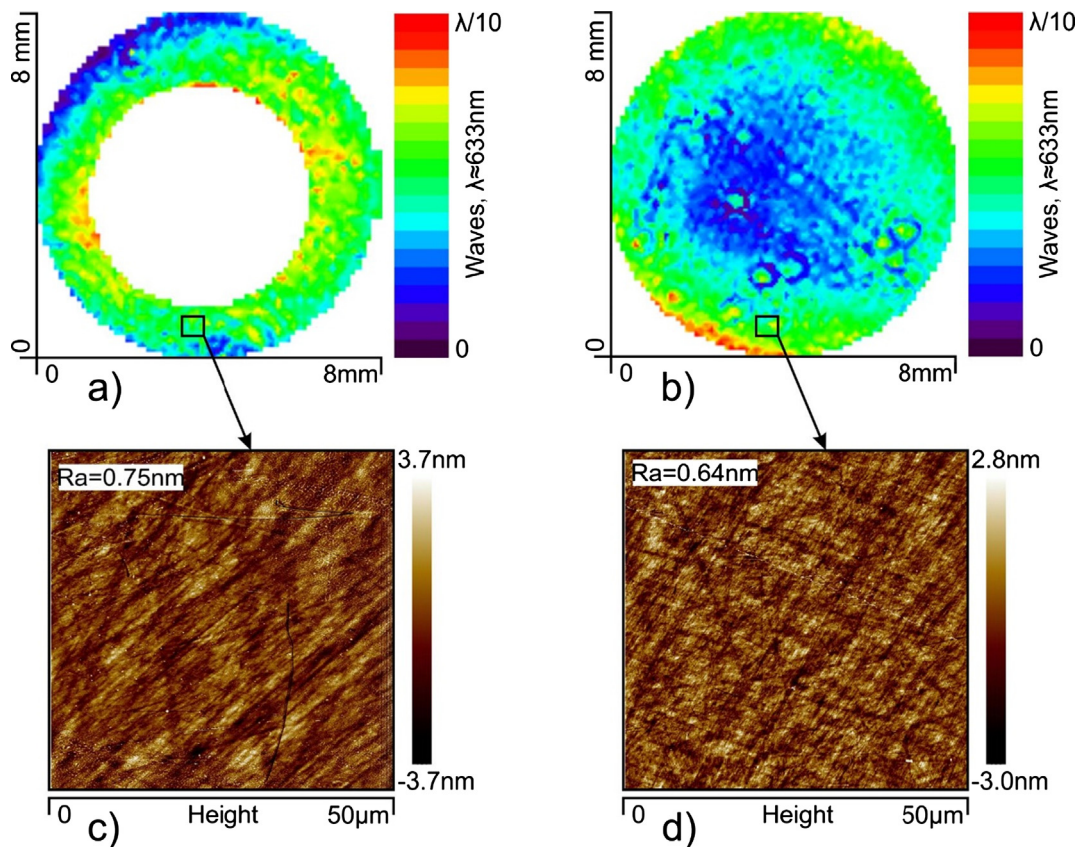 8 mm
0
0
8mm
a)
λ/10
Waves, λ≈633nm
0
8 mm
0
0
8mm
b)
λ/10
Waves, λ≈633nm
0
Ra=0.75nm
3.7nm
-3.7nm
0
Height
50µm
c)
Ra=0.64nm
2.8nm
-3.0nm
0
Height
50µm
d)